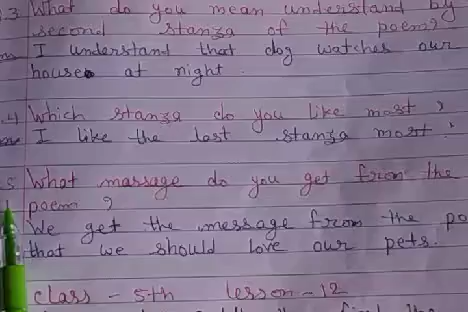 .3 What do you mean understand by
second stanza of the poem?
I understand that dog watches our
house at night.
.4 Which stanza do you like most ?
I like the last stanza most.
5 What massage do you get from the
poem ?
We get the message from the po
that we should love our pets.
class - 5th lesson - 12